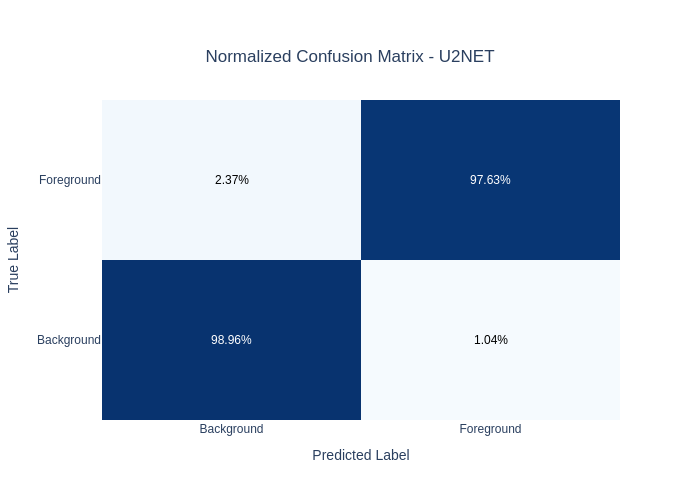 Normalized Confusion Matrix - U2NET
True Label
Foreground
2.37%
97.63%
Background
98.96%
1.04%
Background
Foreground
Predicted Label